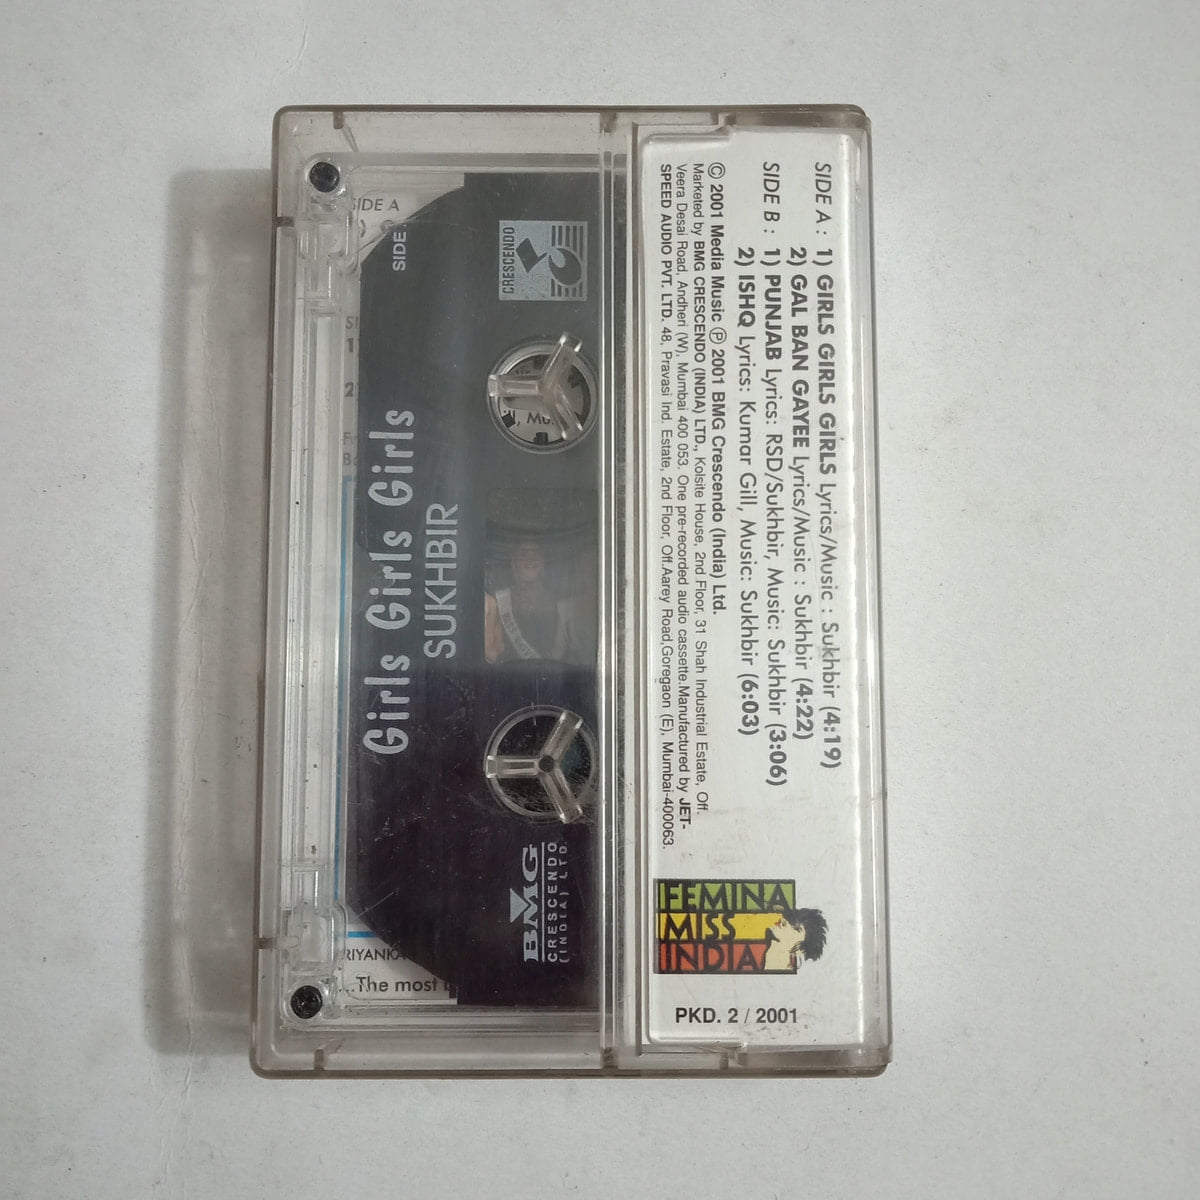 SIDE A : 1) GIRLS GIRLS GIRLS Lyrics/Music : Sukhbir (4:19)
2) GAL BAN GAYEE Lyrics/Music : Sukhbir (4:22)
SIDE B : 1) PUNJAB Lyrics: RSD/Sukhbir, Music: Sukhbir (3:06)
2) ISHQ Lyrics: Kumar Gill, Music: Sukhbir (6:03)
© 2001 Media Music ℗ 2001 BMG Crescendo (India) Ltd.
Marketed by BMG CRESCENDO (INDIA) LTD., Kolsite House, 2nd Floor, 31 Shah Industrial Estate, Off.
Veera Desai Road, Andheri (W), Mumbai 400 053. One pre-recorded audio cassette.Manufactured by JET-
SPEED AUDIO PVT. LTD. 48, Pravasi Ind. Estate, 2nd Floor, Off.Aarey Road,Goregaon (E), Mumbai-400063.
FEMINA
MISS
INDIA
PKD. 2 / 2001
CRESCENDO
SIDE
Girls Girls Girls
SUKHBIR
BMG
CRESCENDO
(INDIA) LTD.
SIDE A
...The most